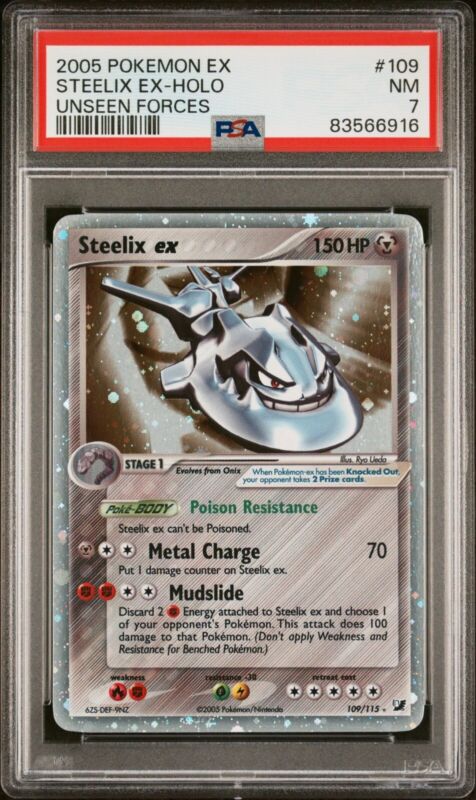 2005 POKEMON EX #109
STEELIX EX-HOLO NM
UNSEEN FORCES 7
PSA 83566916
Steelix ex 150 HP
Illus. Ryo Ueda
STAGE 1
Evolves from Onix
When Pokémon-ex has been Knocked Out,
your opponent takes 2 Prize cards.
Poké-BODY Poison Resistance
Steelix ex can't be Poisoned.
Metal Charge 70
Put 1 damage counter on Steelix ex.
Mudslide
Discard 2 Energy attached to Steelix ex and choose 1
of your opponent's Pokémon. This attack does 100
damage to that Pokémon. (Don't apply Weakness and
Resistance for Benched Pokémon.)
weakness resistance -30 retreat cost
6ZS-DEF-9NZ ©2005 Pokémon/Nintendo 109/115
PSA